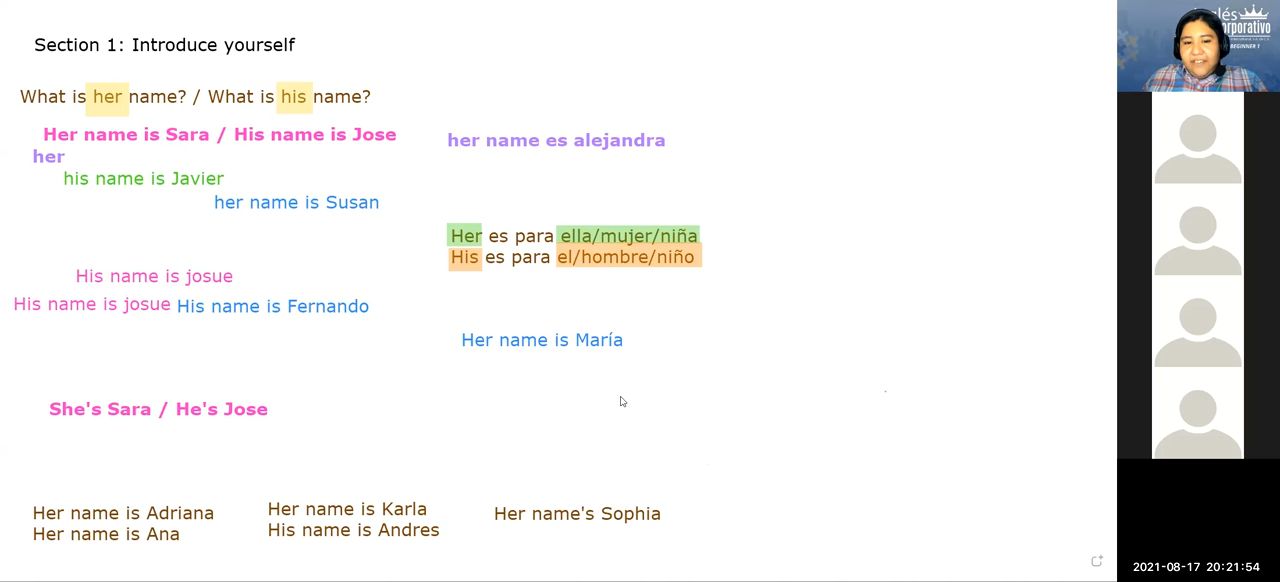 Section 1: Introduce yourself
What is her name? / What is his name?
Her name is Sara / His name is Jose
her name es alejandra
her
his name is Javier
her name is Susan
Her es para ella/mujer/niña
His es para el/hombre/niño
His name is josue
His name is josue
His name is Fernando
Her name is María
She's Sara / He's Jose
Her name is Adriana
Her name is Ana
Her name is Karla
His name is Andres
Her name's Sophia
BEGINNER 1
2021-08-17 20:21:54